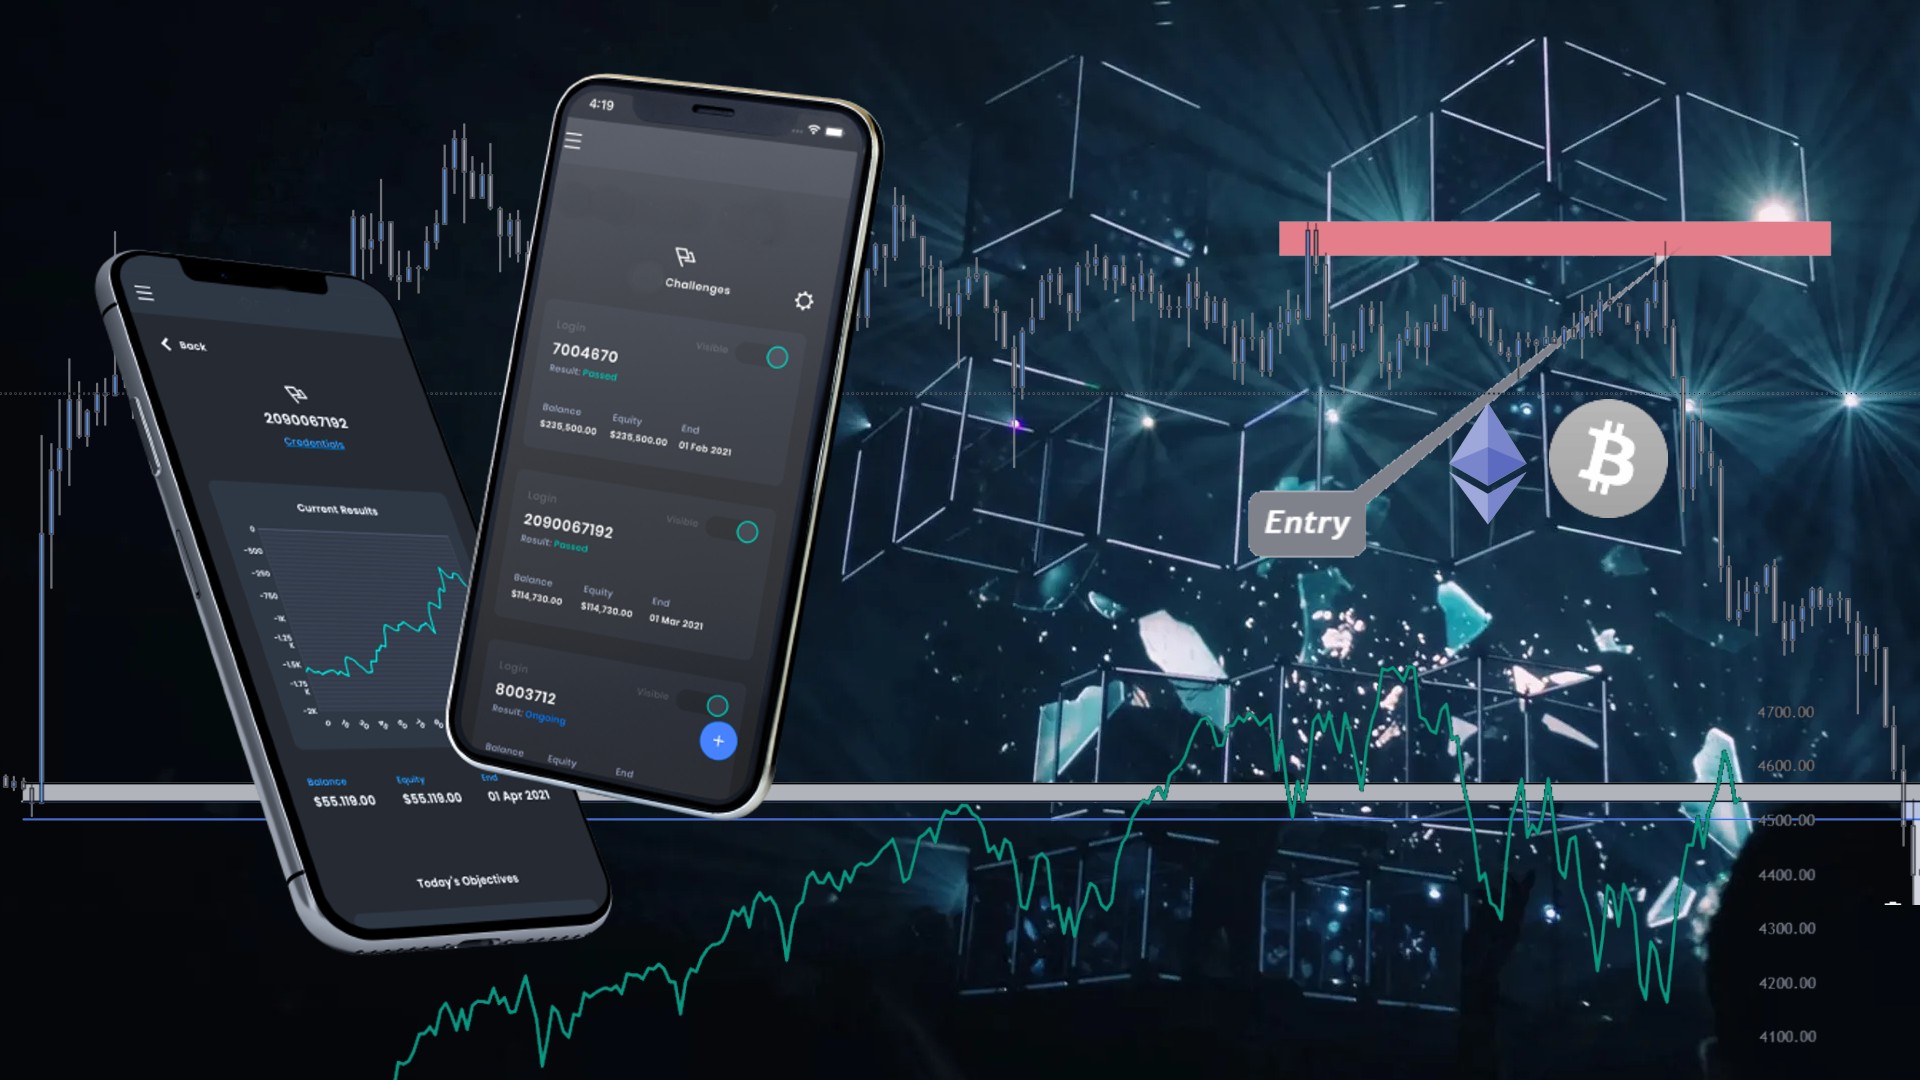 Back
2090067192
Credentials
Current Results
0
-500
-250
-750
-1K
-1.25
K
-1.5K
-1.75
K
-2K
0
Balance
Equity
End
$55.119.00
$55.119.00
01 Apr 2021
Today's Objectives
4:19
Challenges
Login
Visible
7004670
Result: Passed
Balance
Equity
End
$235,500.00
$235,500.00
01 Feb 2021
Login
Visible
2090067192
Result: Passed
Balance
Equity
End
$114,730.00
$114,730.00
01 Mar 2021
Login
Visible
8003712
Result: Ongoing
+
Balance
Equity
End
Entry
4700.00
4600.00
4500.00
4400.00
4300.00
4200.00
4100.00